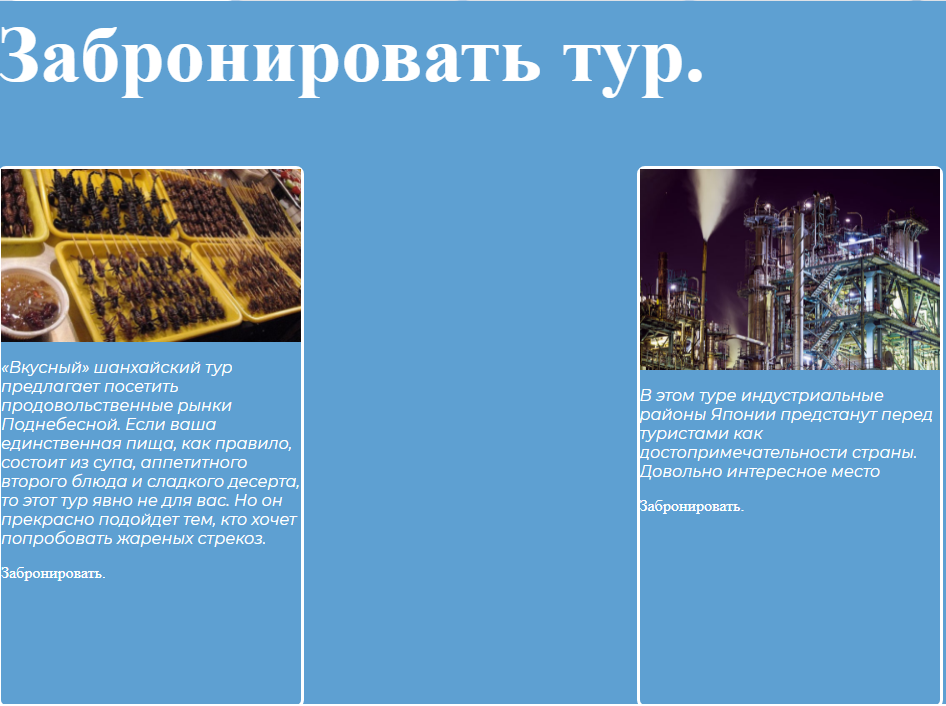 Забронировать тур.
«Вкусный» шанхайский тур
предлагает посетить
продовольственные рынки
Поднебесной. Если ваша
единственная пища, как правило,
состоит из супа, аппетитного
второго блюда и сладкого десерта,
то этот тур явно не для вас. Но он
прекрасно подойдет тем, кто хочет
попробовать жареных стрекоз.
Забронировать.
В этом туре индустриальные
районы Японии предстанут перед
туристами как
достопримечательности страны.
Довольно интересное место
Забронировать.